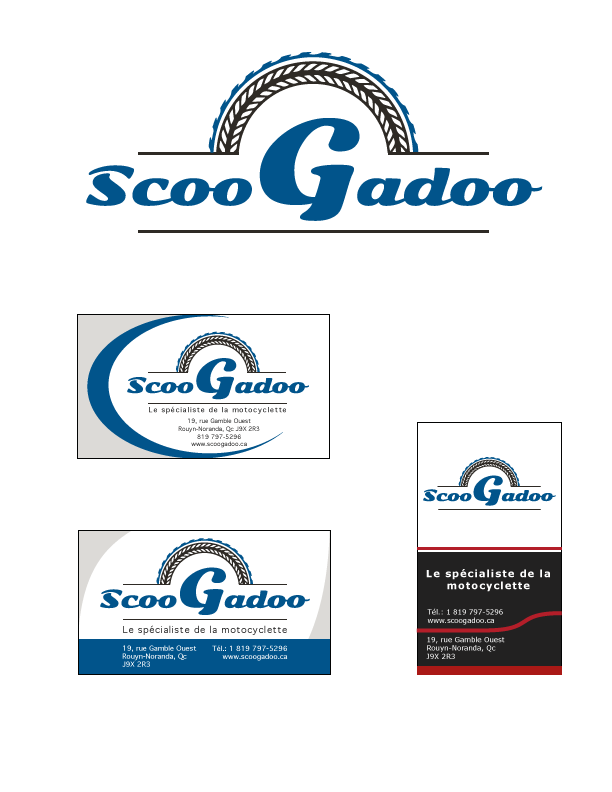 ScooGadoo
ScooGadoo
Le spécialiste de la motocyclette
19, rue Gamble Ouest
Rouyn-Noranda, Qc J9X 2R3
819 797-5296
www.scoogadoo.ca
ScooGadoo
Le spécialiste de la
motocyclette
Tél.: 1 819 797-5296
www.scoogadoo.ca
19, rue Gamble Ouest
Rouyn-Noranda, Qc
J9X 2R3
ScooGadoo
Le spécialiste de la motocyclette
19, rue Gamble Ouest Tél.: 1 819 797-5296
Rouyn-Noranda, Qc www.scoogadoo.ca
J9X 2R3